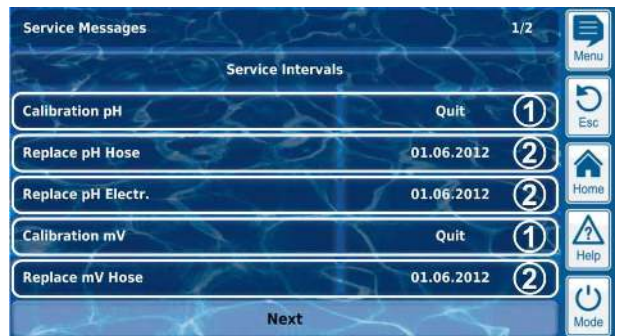 Service Messages 1/2
Service Intervals
Calibration pH Quit 1
Replace pH Hose 01.06.2012 2
Replace pH Electr. 01.06.2012 2
Calibration mV Quit 1
Replace mV Hose 01.06.2012 2
Next
Menu
Esc
Home
Help
Mode